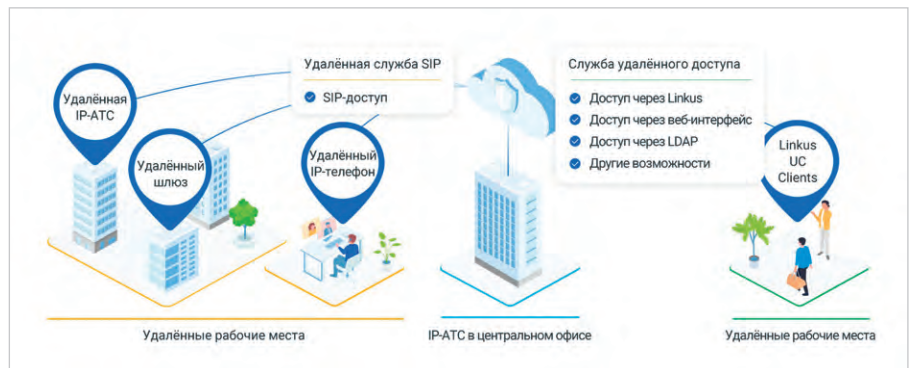 Удалённая служба SIP
SIP-доступ
Служба удалённого доступа
Доступ через Linkus
Доступ через веб-интерфейс
Доступ через LDAP
Другие возможности
Удалённая
IP-АТС
Удалённый
шлюз
Удалённый
IP-телефон
Linkus
UC
Clients
Удалённые рабочие места
IP-АТС в центральном офисе
Удалённые рабочие места